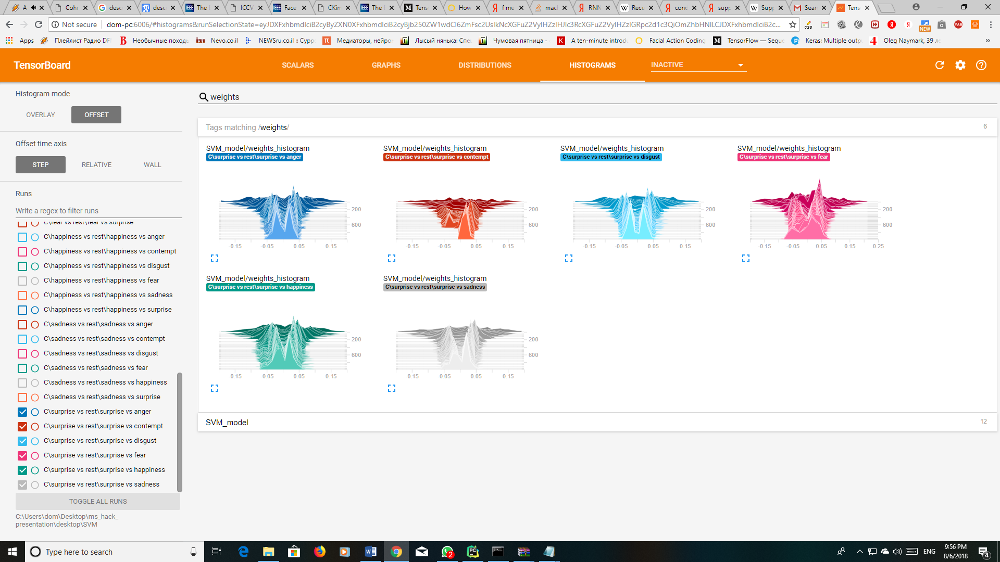 A
Cohn
desc
desc
The
ICCV
Face
CKim
The
Tens
How
f me
macl
RNN
Recu
conc
supp
Supp
Sear
Tens
Not secure
dom-pc:6006/#histograms&runSelectionState=
Apps
Плейлист Радио DF
Необычные походы
Nevo.co.il
NEWSru.co.il :: Супрс
Медиаторы, нейрон
Лысый нянька: Спец
Чумовая пятница -
A ten-minute introdu
Facial Action Coding
TensorFlow — Seque
Keras: Multiple outp
Oleg Naymark, 39 ле
»
NEW
TensorBoard
SCALARS
GRAPHS
DISTRIBUTIONS
HISTOGRAMS
INACTIVE
Histogram mode
OVERLAY
OFFSET
Offset time axis
STEP
RELATIVE
WALL
Runs
Write a regex to filter runs
C\fear vs rest\fear vs surprise
C\happiness vs rest\happiness vs anger
C\happiness vs rest\happiness vs contempt
C\happiness vs rest\happiness vs disgust
C\happiness vs rest\happiness vs fear
C\happiness vs rest\happiness vs sadness
C\happiness vs rest\happiness vs surprise
C\sadness vs rest\sadness vs anger
C\sadness vs rest\sadness vs contempt
C\sadness vs rest\sadness vs disgust
C\sadness vs rest\sadness vs fear
C\sadness vs rest\sadness vs happiness
C\sadness vs rest\sadness vs surprise
C\surprise vs rest\surprise vs anger
C\surprise vs rest\surprise vs contempt
C\surprise vs rest\surprise vs disgust
C\surprise vs rest\surprise vs fear
C\surprise vs rest\surprise vs happiness
C\surprise vs rest\surprise vs sadness
TOGGLE ALL RUNS
C:\Users\dom\Desktop\ms_hack_
presentation\desktop\SVM
weights
Tags matching /weights/
6
SVM_model/weights_histogram
C\surprise vs rest\surprise vs anger
200
600
-0.15 -0.05 0.05 0.15
SVM_model/weights_histogram
C\surprise vs rest\surprise vs contempt
200
600
-0.15 -0.05 0.05 0.15
SVM_model/weights_histogram
C\surprise vs rest\surprise vs disgust
200
600
-0.15 -0.05 0.05 0.15
SVM_model/weights_histogram
C\surprise vs rest\surprise vs fear
200
600
-0.15 -0.05 0.05 0.15 0.25
SVM_model/weights_histogram
C\surprise vs rest\surprise vs happiness
200
600
-0.15 -0.05 0.05 0.15
SVM_model/weights_histogram
C\surprise vs rest\surprise vs sadness
200
600
-0.15 -0.05 0.05 0.15
SVM_model
12
Type here to search
2
ENG
9:56 PM
8/6/2018
4